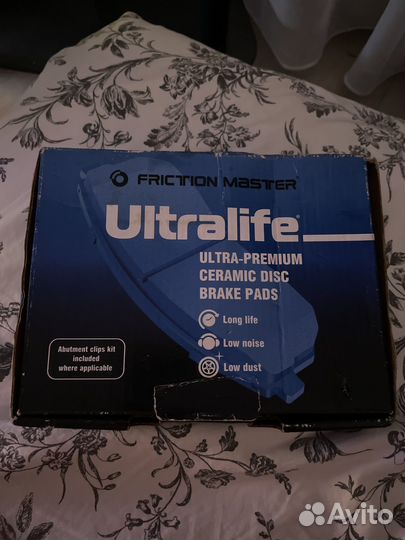 FRICTION MASTER
Ultralife®
ULTRA-PREMIUM
CERAMIC DISC
BRAKE PADS
Long life
Low noise
Low dust
Abutment clips kit
included
where applicable
Avito